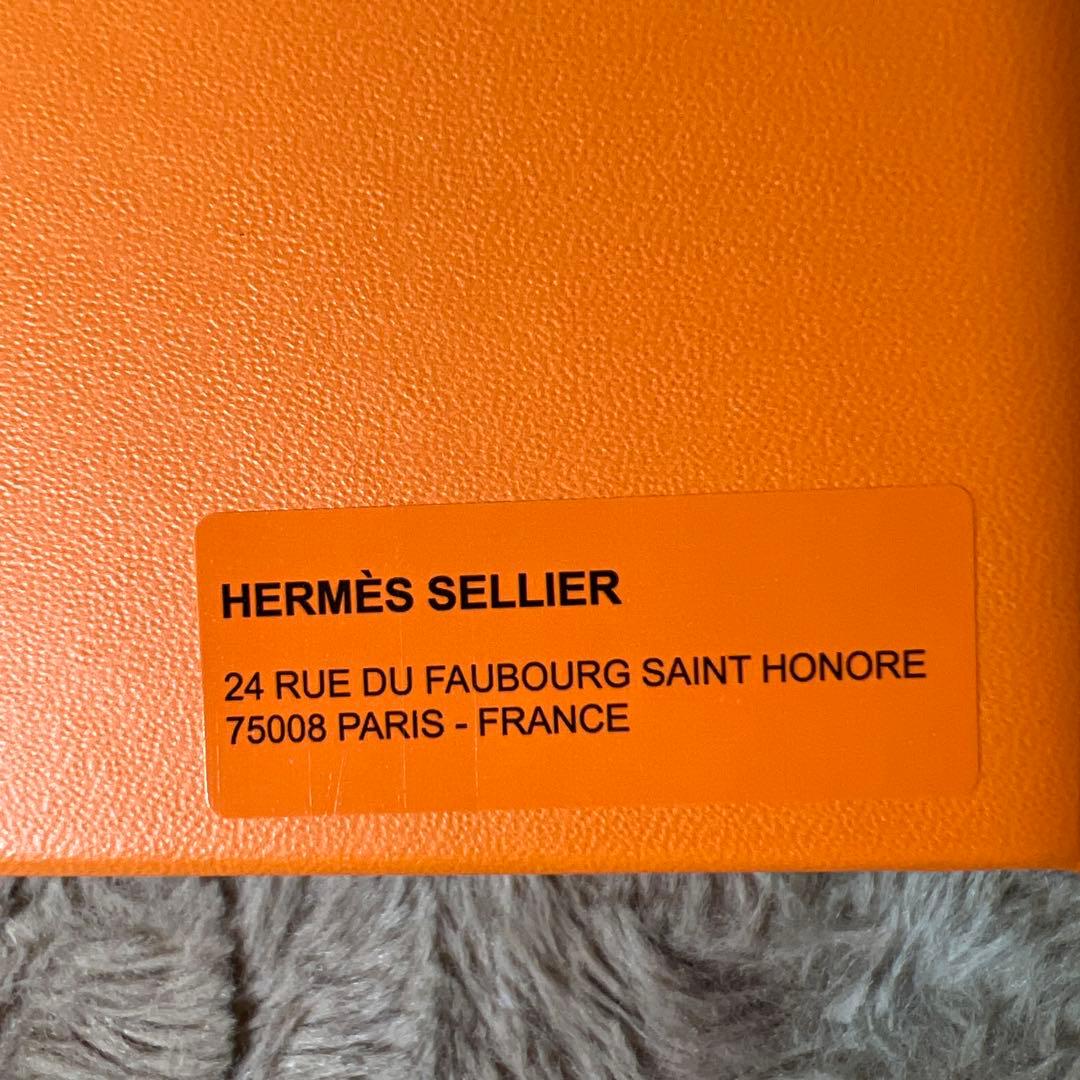 HERMÈS SELLIER
24 RUE DU FAUBOURG SAINT HONORE
75008 PARIS - FRANCE